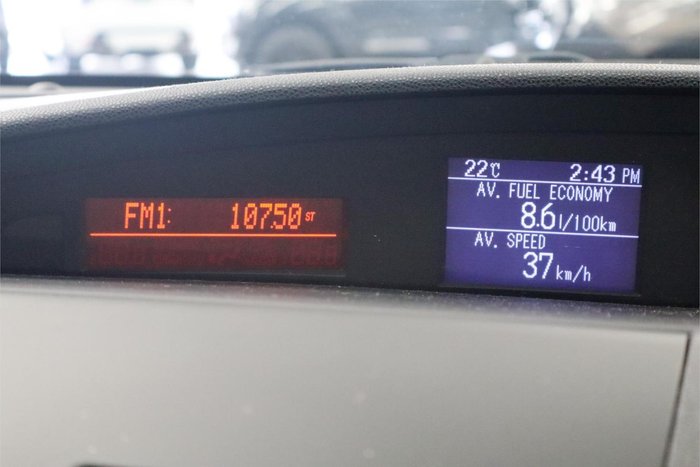 FM1: 107.50 ST
22℃ 2:43 PM
AV. FUEL ECONOMY
8.6 l/100km
AV. SPEED
37 km/h